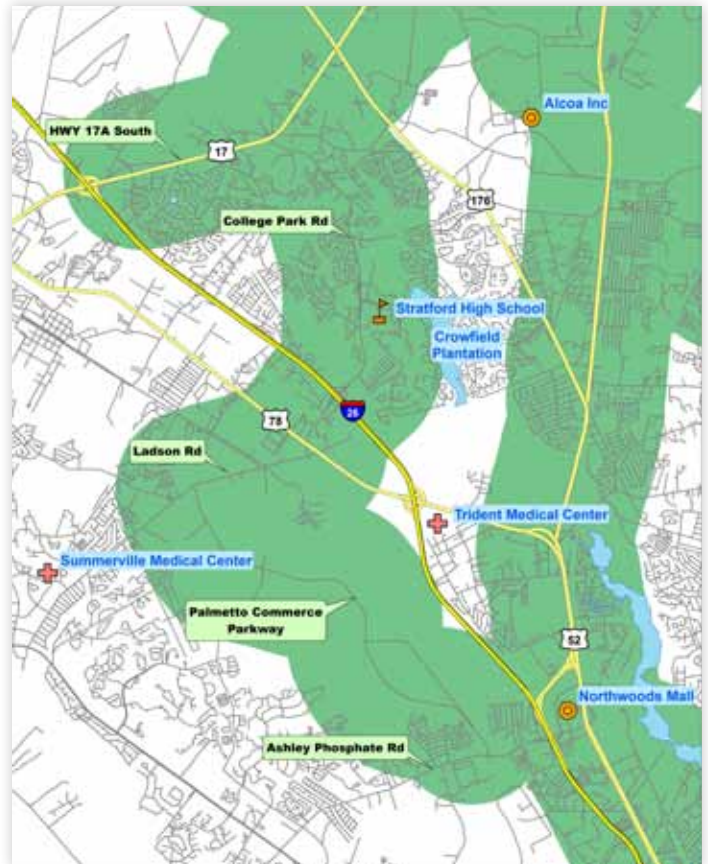 Alcoa Inc
HWY 17A South
17
176
College Park Rd
Stratford High School
Crowfield
Plantation
26
78
Ladson Rd
Trident Medical Center
Summerville Medical Center
Palmetto Commerce
Parkway
52
Northwoods Mall
Ashley Phosphate Rd